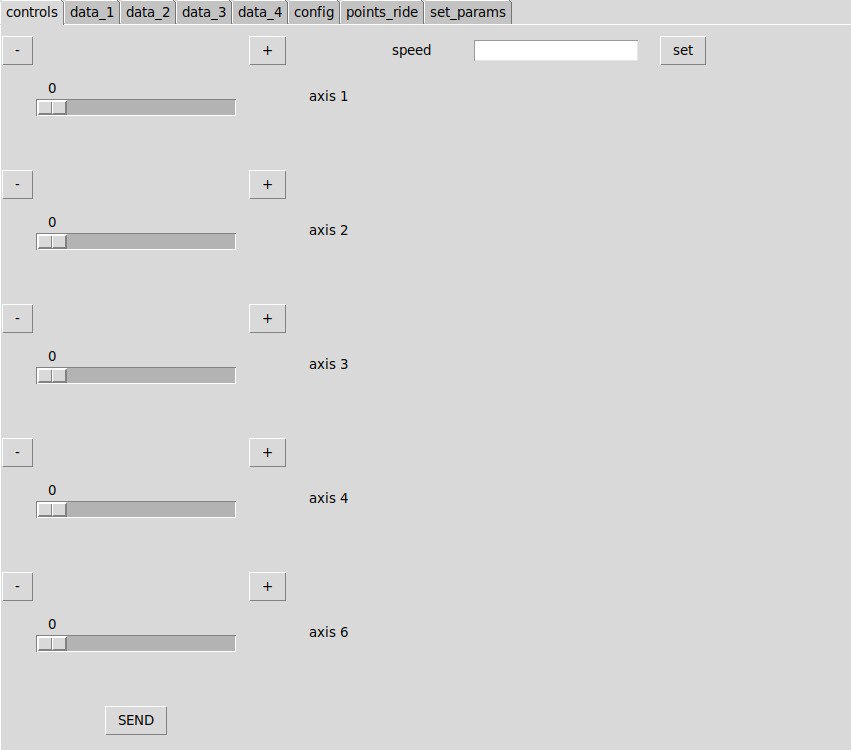 controls data_1 data_2 data_3 data_4 config points_ride set_params
- + speed set
0
axis 1
- +
0
axis 2
- +
0
axis 3
- +
0
axis 4
- +
0
axis 6
SEND